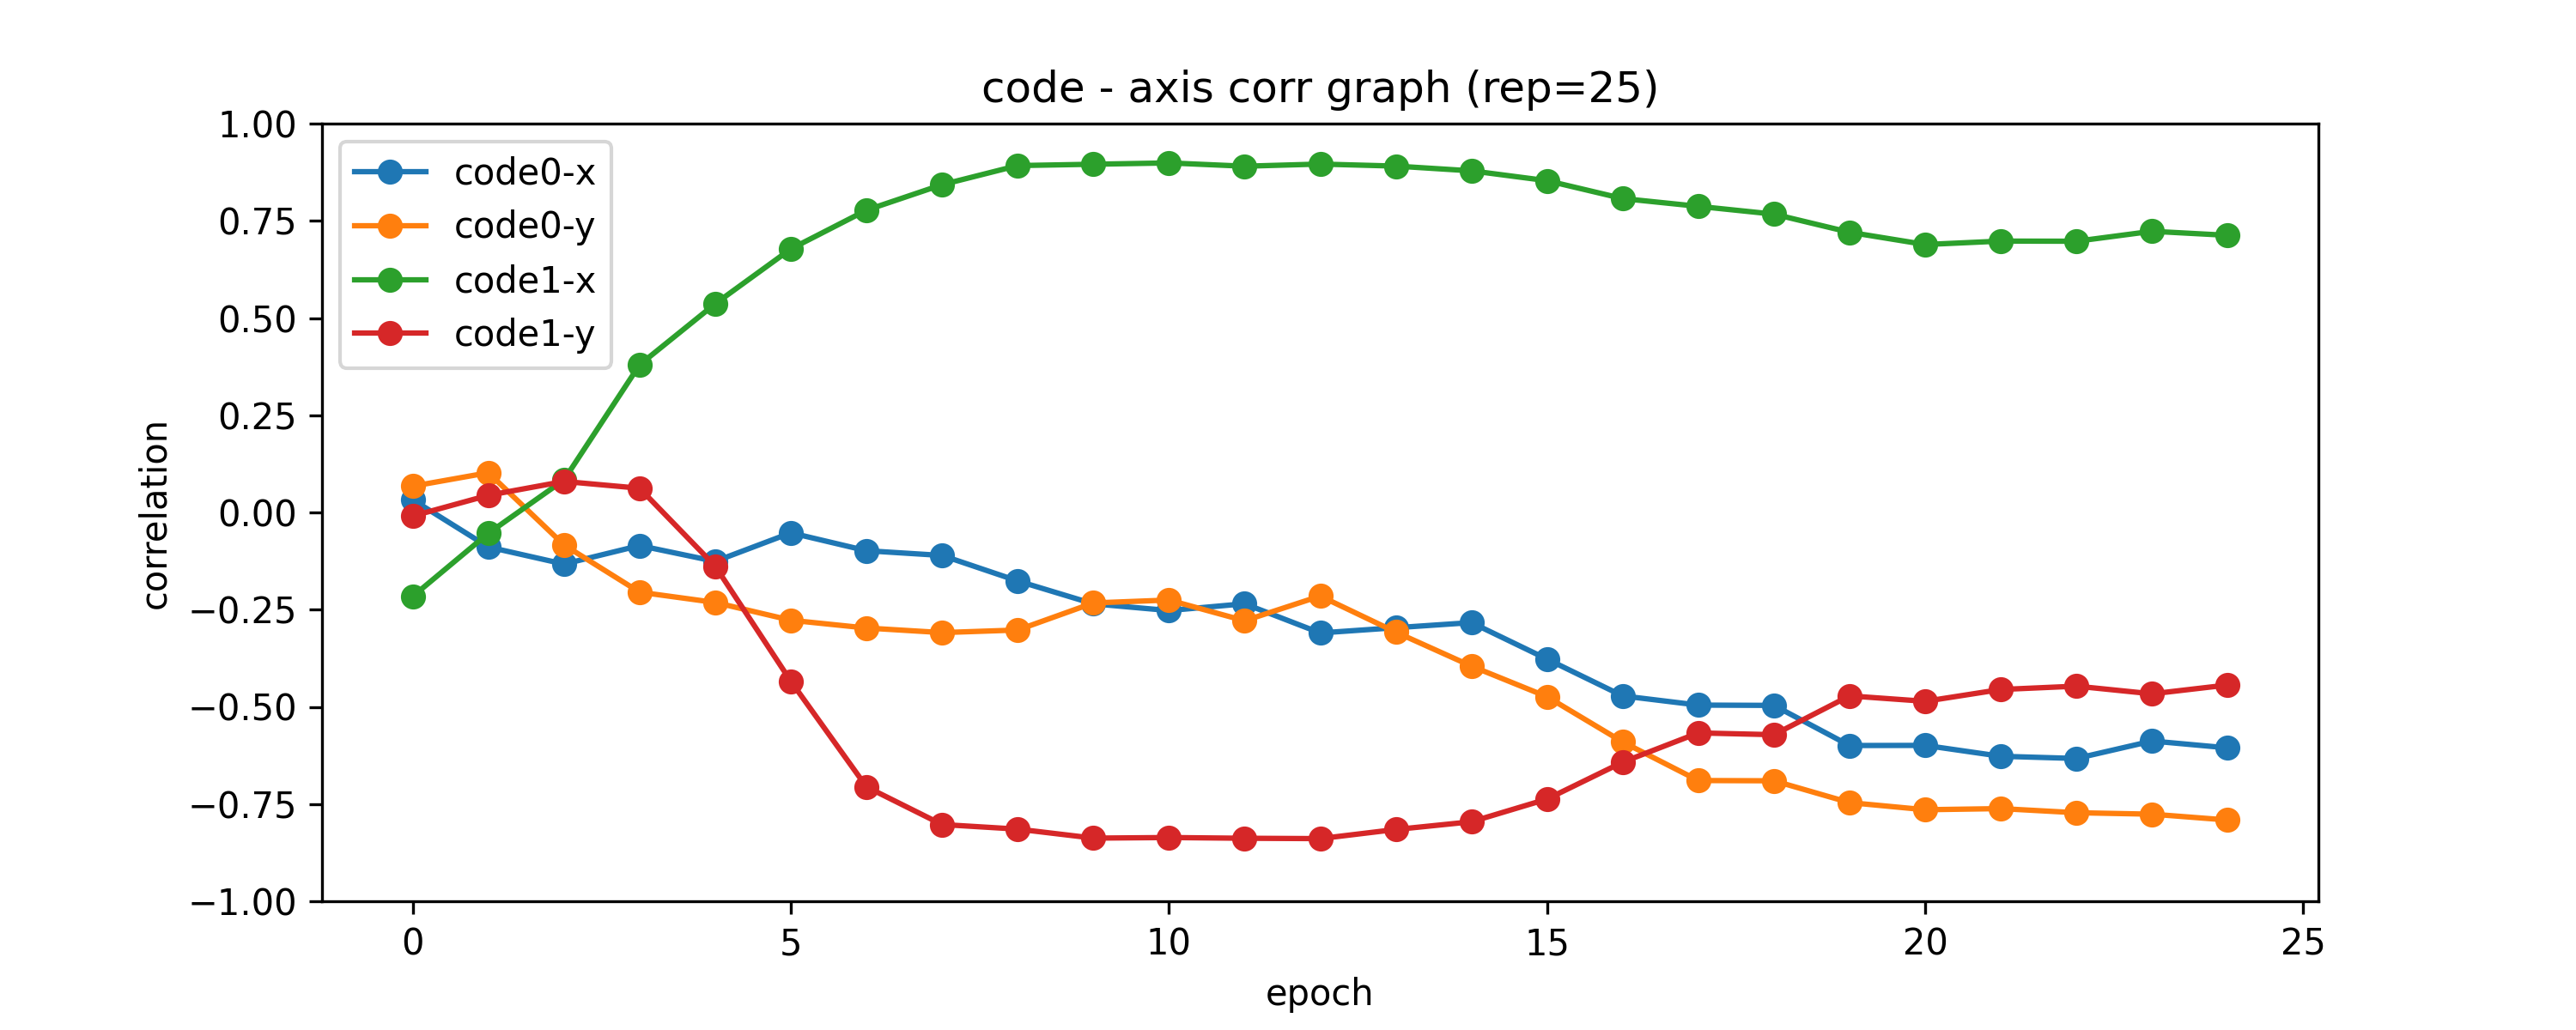 code - axis corr graph (rep=25)
1.00
0.75
0.50
0.25
0.00
−0.25
−0.50
−0.75
−1.00
correlation
code0-x
code0-y
code1-x
code1-y
0 5 10 15 20 25
epoch